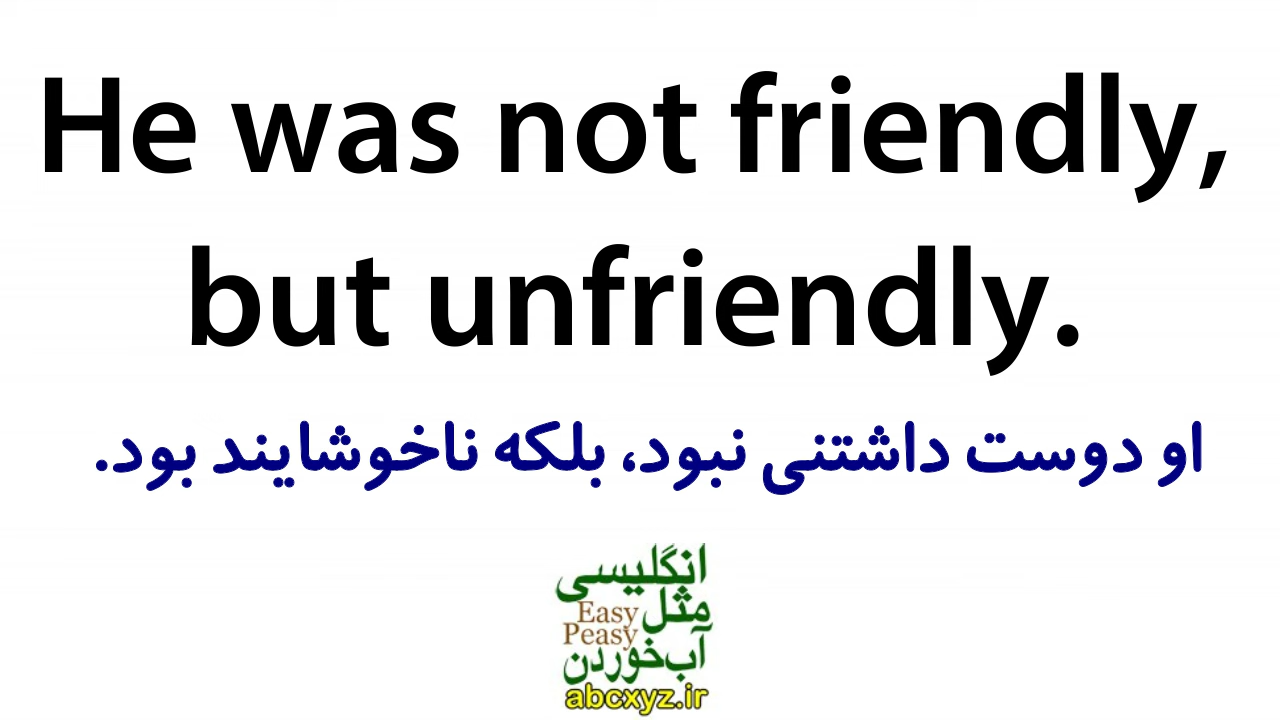 He was not friendly,
but unfriendly.
او دوست داشتنی نبود، بلکه ناخوشایند بود.
انگلیسی
مثل
Easy
Peasy
آب‌خوردن
abcxyz.ir